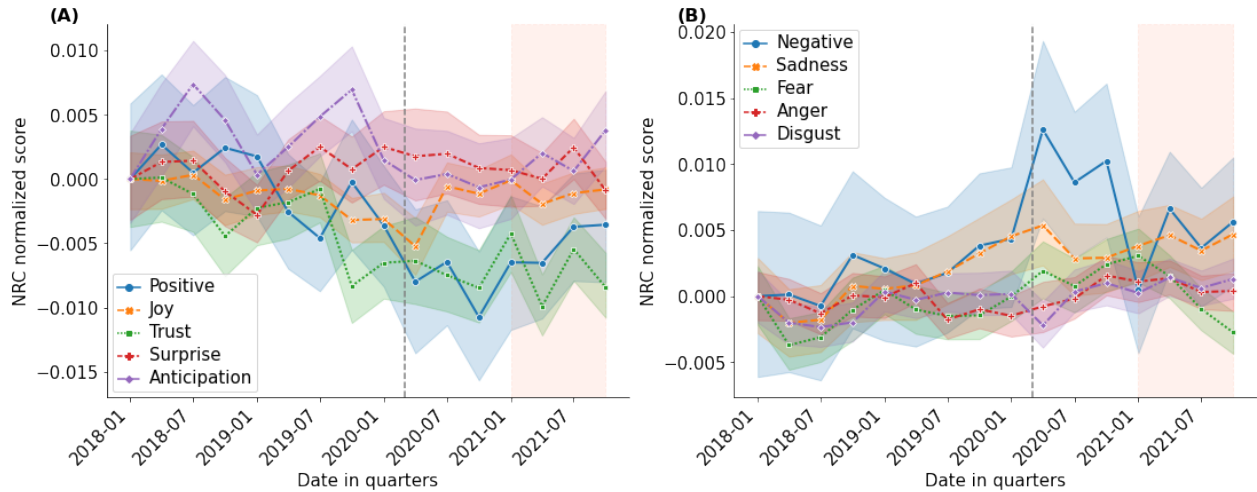 (A)
NRC normalized score
0.010
0.005
0.000
−0.005
−0.010
−0.015
Positive
Joy
Trust
Surprise
Anticipation
2018-01
2018-07
2019-01
2019-07
2020-01
2020-07
2021-01
2021-07
Date in quarters
(B)
NRC normalized score
0.020
0.015
0.010
0.005
0.000
−0.005
Negative
Sadness
Fear
Anger
Disgust
2018-01
2018-07
2019-01
2019-07
2020-01
2020-07
2021-01
2021-07
Date in quarters